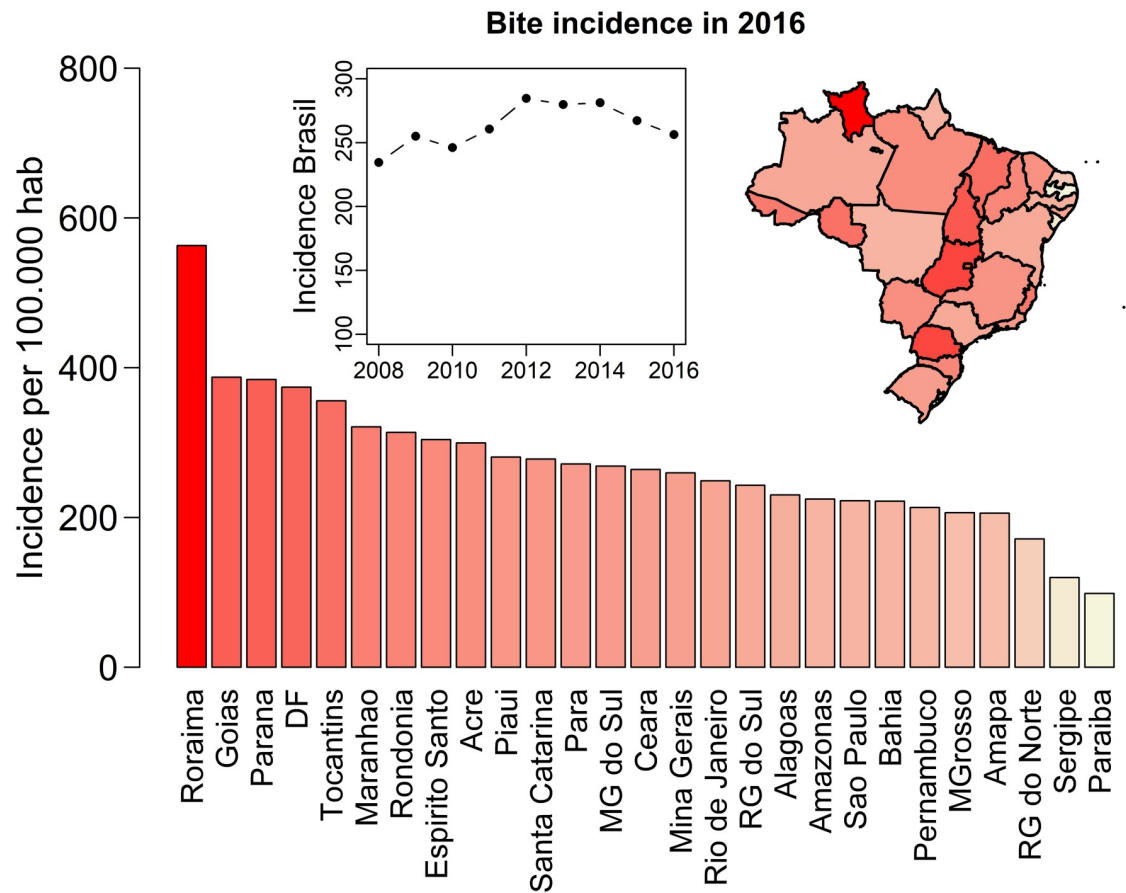 Bite incidence in 2016
Incidence per 100.000 hab
800
600
400
200
0
Incidence Brasil
300
250
200
150
100
2008
2010
2012
2014
2016
Roraima
Goias
Parana
DF
Tocantins
Maranhao
Rondonia
Espirito Santo
Acre
Piaui
Santa Catarina
Para
MG do Sul
Ceara
Mina Gerais
Rio de Janeiro
RG do Sul
Alagoas
Amazonas
Sao Paulo
Bahia
Pernambuco
MGrosso
Amapa
RG do Norte
Sergipe
Paraiba